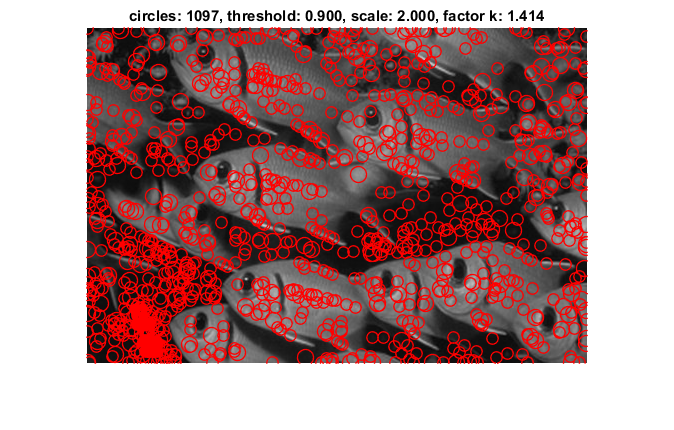 circles: 1097, threshold: 0.900, scale: 2.000, factor k: 1.414